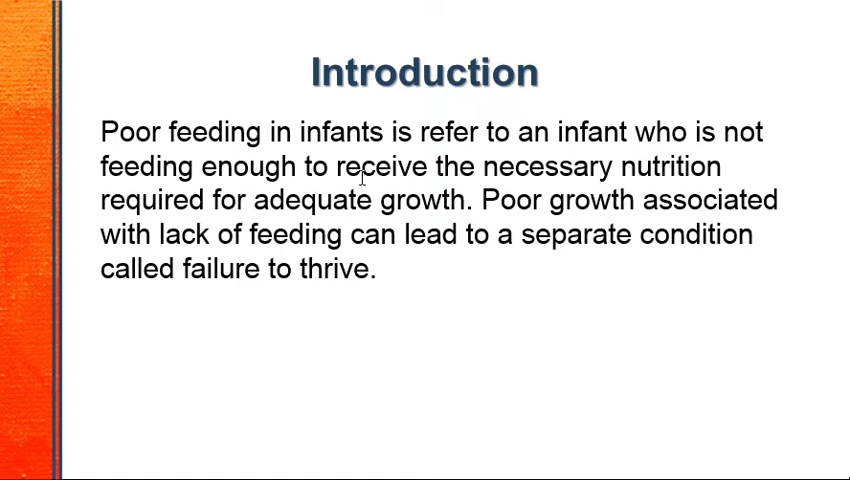 Introduction
Poor feeding in infants is refer to an infant who is not
feeding enough to receive the necessary nutrition
required for adequate growth. Poor growth associated
with lack of feeding can lead to a separate condition
called failure to thrive.